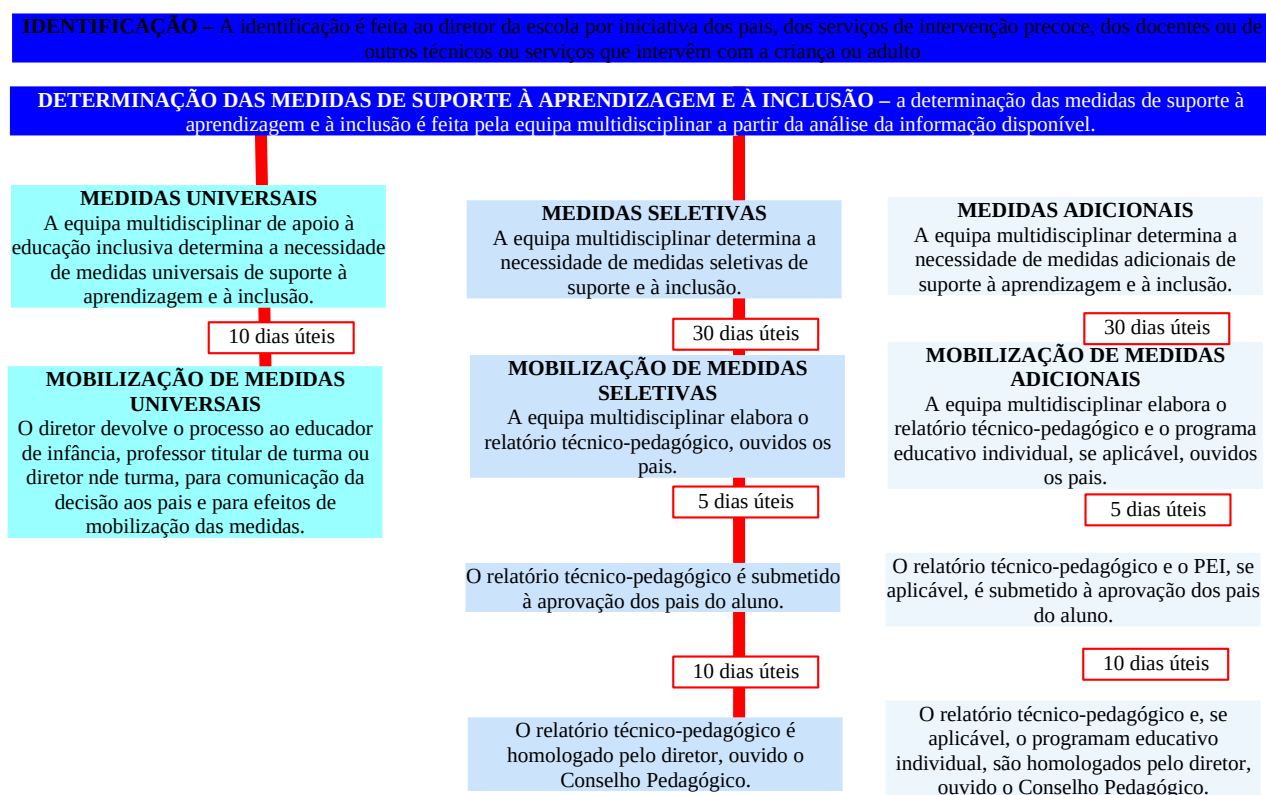 IDENTIFICAÇÃO – A identificação é feita ao diretor da escola por iniciativa dos pais, dos serviços de intervenção precoce, dos docentes ou de
outros técnicos ou serviços que intervêm com a criança ou adulto
DETERMINAÇÃO DAS MEDIDAS DE SUPORTE À APRENDIZAGEM E À INCLUSÃO – a determinação das medidas de suporte à
aprendizagem e à inclusão é feita pela equipa multidisciplinar a partir da análise da informação disponível.
MEDIDAS UNIVERSAIS
A equipa multidisciplinar de apoio à
educação inclusiva determina a necessidade
de medidas universais de suporte à
aprendizagem e à inclusão.
10 dias úteis
MOBILIZAÇÃO DE MEDIDAS
UNIVERSAIS
O diretor devolve o processo ao educador
de infância, professor titular de turma ou
diretor nde turma, para comunicação da
decisão aos pais e para efeitos de
mobilização das medidas.
MEDIDAS SELETIVAS
A equipa multidisciplinar determina a
necessidade de medidas seletivas de
suporte e à inclusão.
30 dias úteis
MOBILIZAÇÃO DE MEDIDAS
SELETIVAS
A equipa multidisciplinar elabora o
relatório técnico-pedagógico, ouvidos os
pais.
5 dias úteis
O relatório técnico-pedagógico é submetido
à aprovação dos pais do aluno.
10 dias úteis
O relatório técnico-pedagógico é
homologado pelo diretor, ouvido o
Conselho Pedagógico.
MEDIDAS ADICIONAIS
A equipa multidisciplinar determina a
necessidade de medidas adicionais de
suporte à aprendizagem e à inclusão.
30 dias úteis
MOBILIZAÇÃO DE MEDIDAS
ADICIONAIS
A equipa multidisciplinar elabora o
relatório técnico-pedagógico e o programa
educativo individual, se aplicável, ouvidos
os pais.
5 dias úteis
O relatório técnico-pedagógico e o PEI, se
aplicável, é submetido à aprovação dos pais
do aluno.
10 dias úteis
O relatório técnico-pedagógico e, se
aplicável, o programam educativo
individual, são homologados pelo diretor,
ouvido o Conselho Pedagógico.